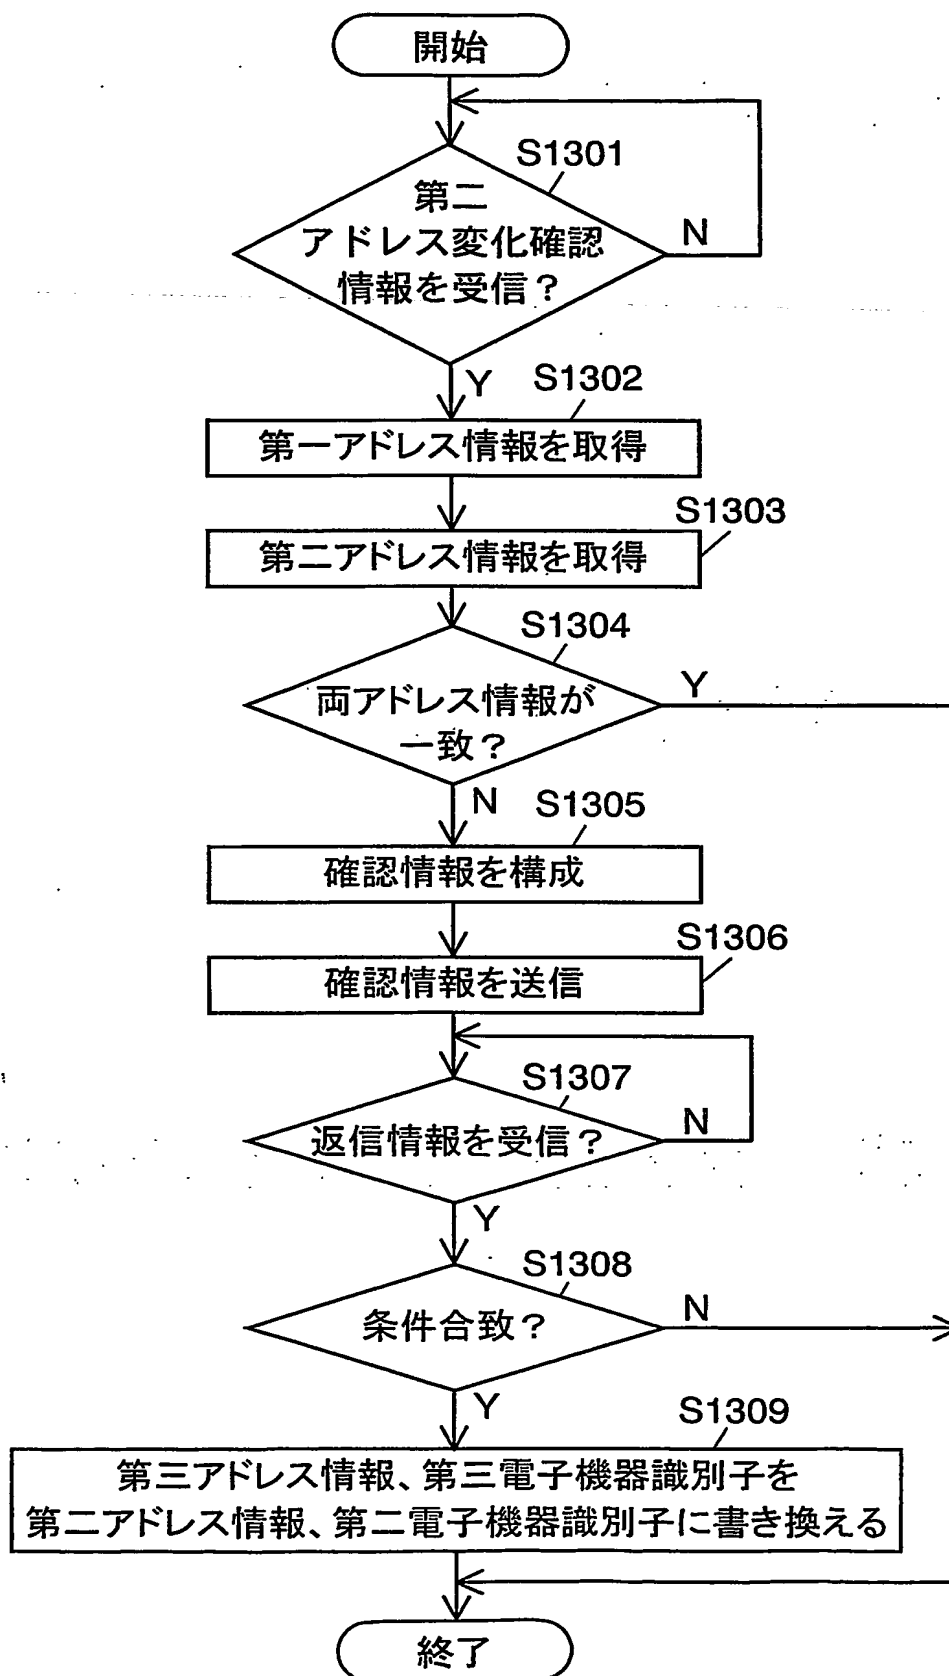 開始
S1301
第二
アドレス変化確認
情報を受信?
N
Y
S1302
第一アドレス情報を取得
S1303
第二アドレス情報を取得
S1304
両アドレス情報が
一致?
Y
N
S1305
確認情報を構成
S1306
確認情報を送信
S1307
返信情報を受信?
N
Y
S1308
条件合致?
N
Y
S1309
第三アドレス情報、第三電子機器識別子を
第二アドレス情報、第二電子機器識別子に書き換える
終了